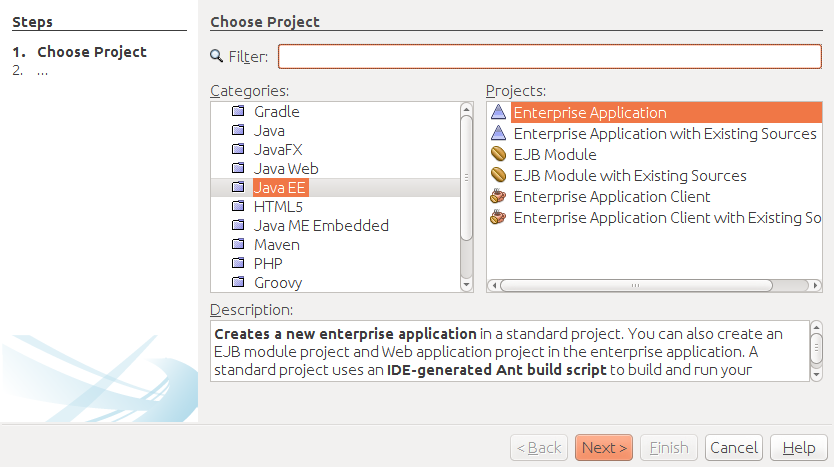 Steps
1. Choose Project
2. ...
Choose Project
Filter:
Categories:
Gradle
Java
JavaFX
Java Web
Java EE
HTML5
Java ME Embedded
Maven
PHP
Groovy
Projects:
Enterprise Application
Enterprise Application with Existing Sources
EJB Module
EJB Module with Existing Sources
Enterprise Application Client
Enterprise Application Client with Existing So
Description:
Creates a new enterprise application in a standard project. You can also create an
EJB module project and Web application project in the enterprise application. A
standard project uses an IDE-generated Ant build script to build and run your
< Back Next > Finish Cancel Help